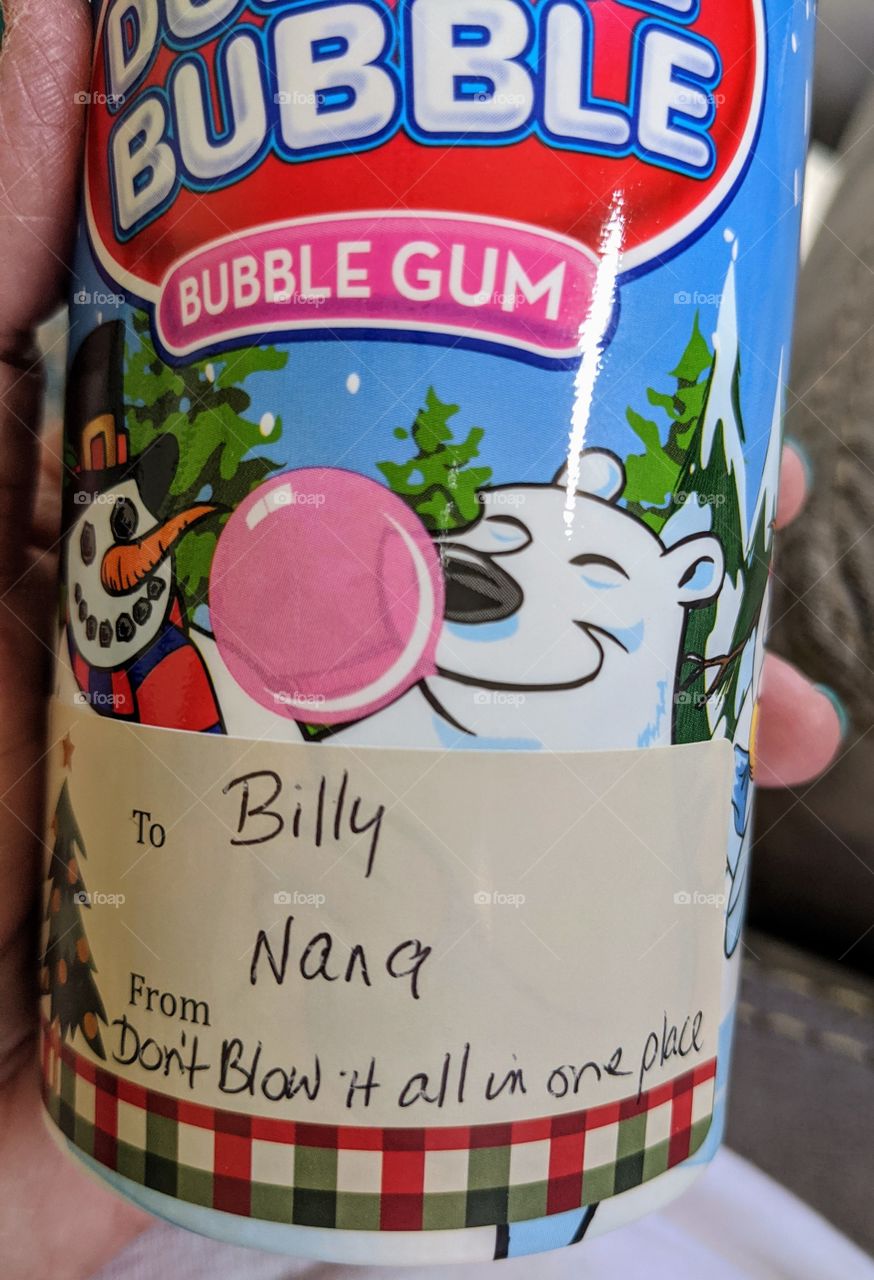 BUBBLE
BUBBLE GUM
To Billy
Nana
From
Don't Blow it all in one place